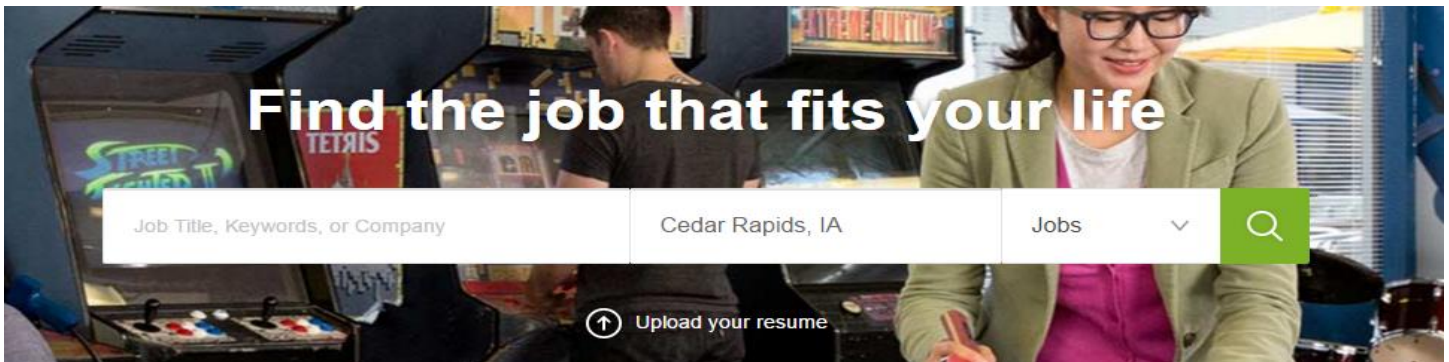 EXTREME HUNTING
Find the job that fits your life
TETRIS
STREET
FIGHTER II
Job Title, Keywords, or Company
Cedar Rapids, IA
Jobs
Upload your resume